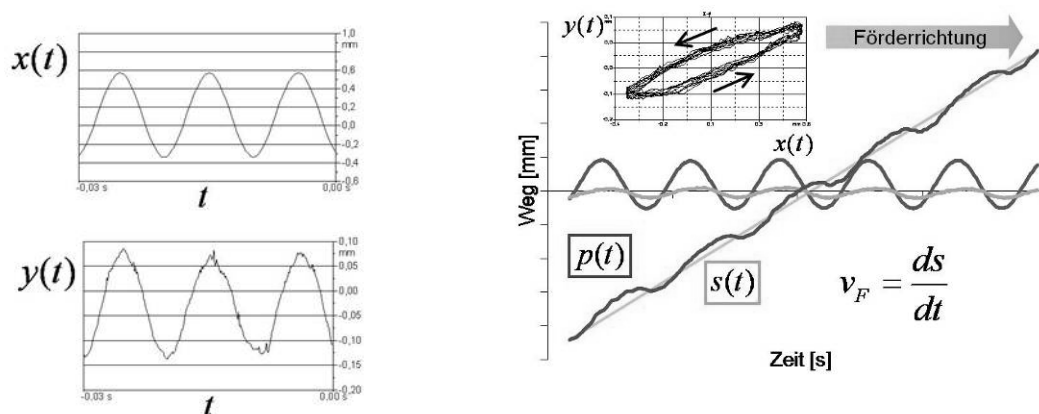 x(t)
1,0
mm
0,6
0,4
0,2
0,0
-0,2
-0,4
-0,6
-0,03 s
0,00 s
t
y(t)
0,10
mm
0,05
0,00
-0,05
-0,10
-0,15
-0,20
-0,03 s
0,00 s
t
y(t)
x(t)
Förderrichtung
Weg [mm]
p(t)
s(t)
v_F = ds/dt
Zeit [s]